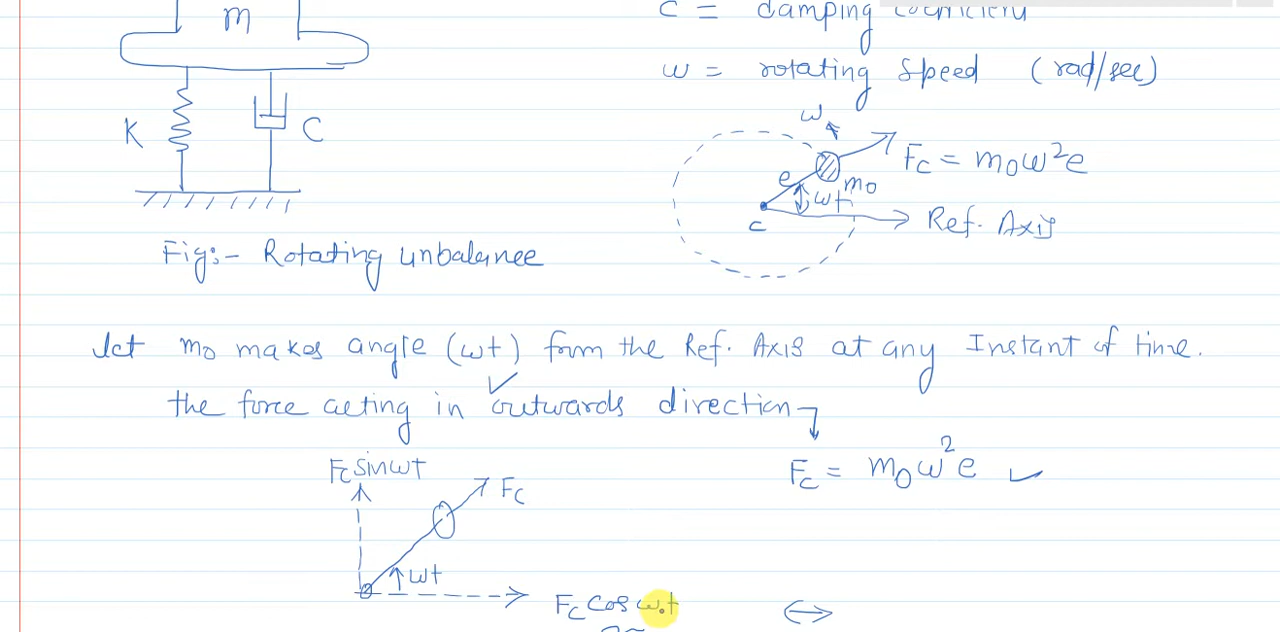 m
C = damping coefficient
ω = rotating speed (rad/sec)
K
C
ω
Fc = m0ω²e
e
m0
ωt
c
Ref. Axis
Fig:- Rotating unbalance
let m0 makes angle (ωt) from the Ref. Axis at any Instant of time.
the force acting in outwards direction
Fc = m0ω²e
Fc sinωt
Fc
ωt
Fc cos ωt